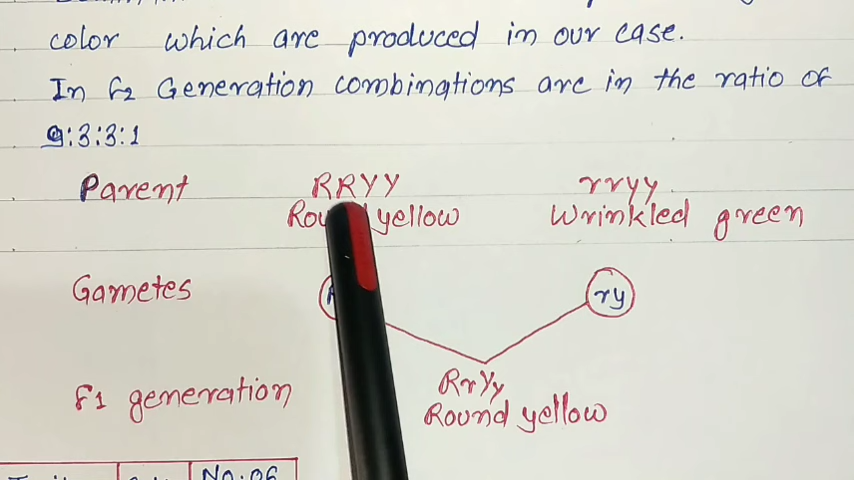 color which are produced in our case.
In F2 Generation combinations are in the ratio of
9:3:3:1
Parent RRYY rryy
Round yellow Wrinkled green
Gametes ry
F1 generation RrYy
Round yellow
No:06